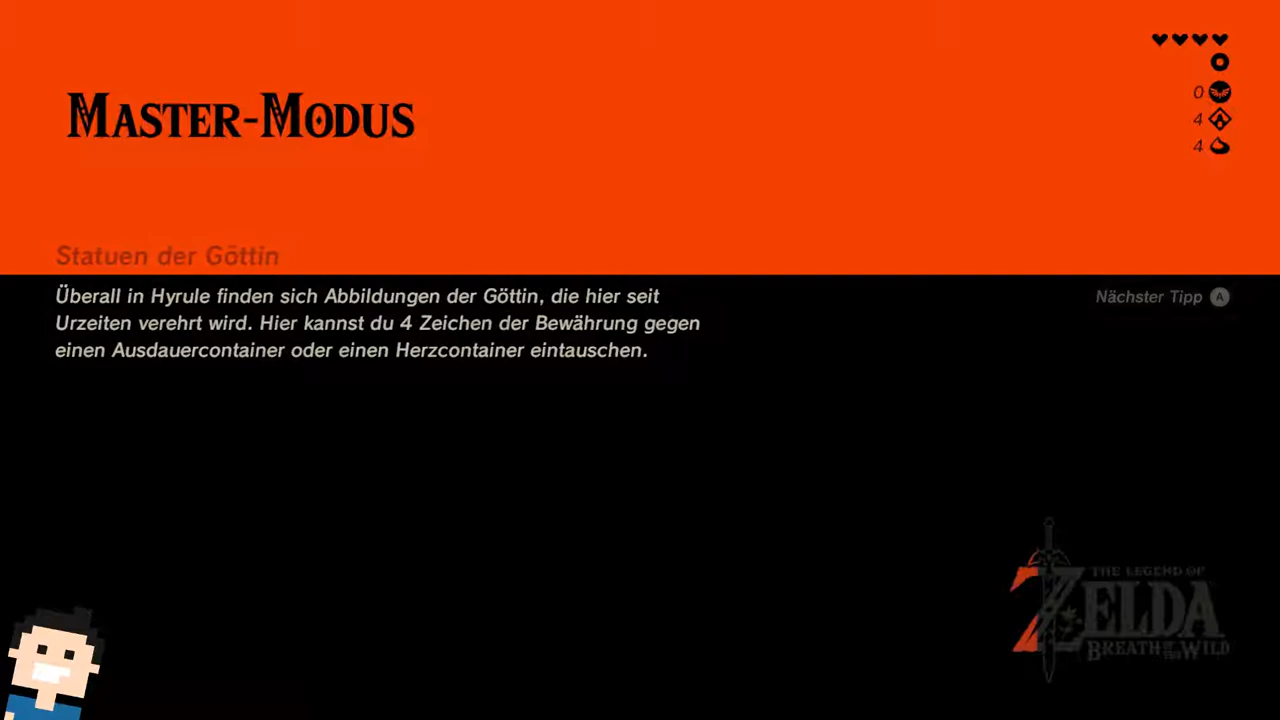 MASTER-MODUS
0
4
4
Statuen der Göttin
Überall in Hyrule finden sich Abbildungen der Göttin, die hier seit
Urzeiten verehrt wird. Hier kannst du 4 Zeichen der Bewährung gegen
einen Ausdauercontainer oder einen Herzcontainer eintauschen.
Nächster Tipp A
THE LEGEND OF
ZELDA
BREATH OF THE WILD